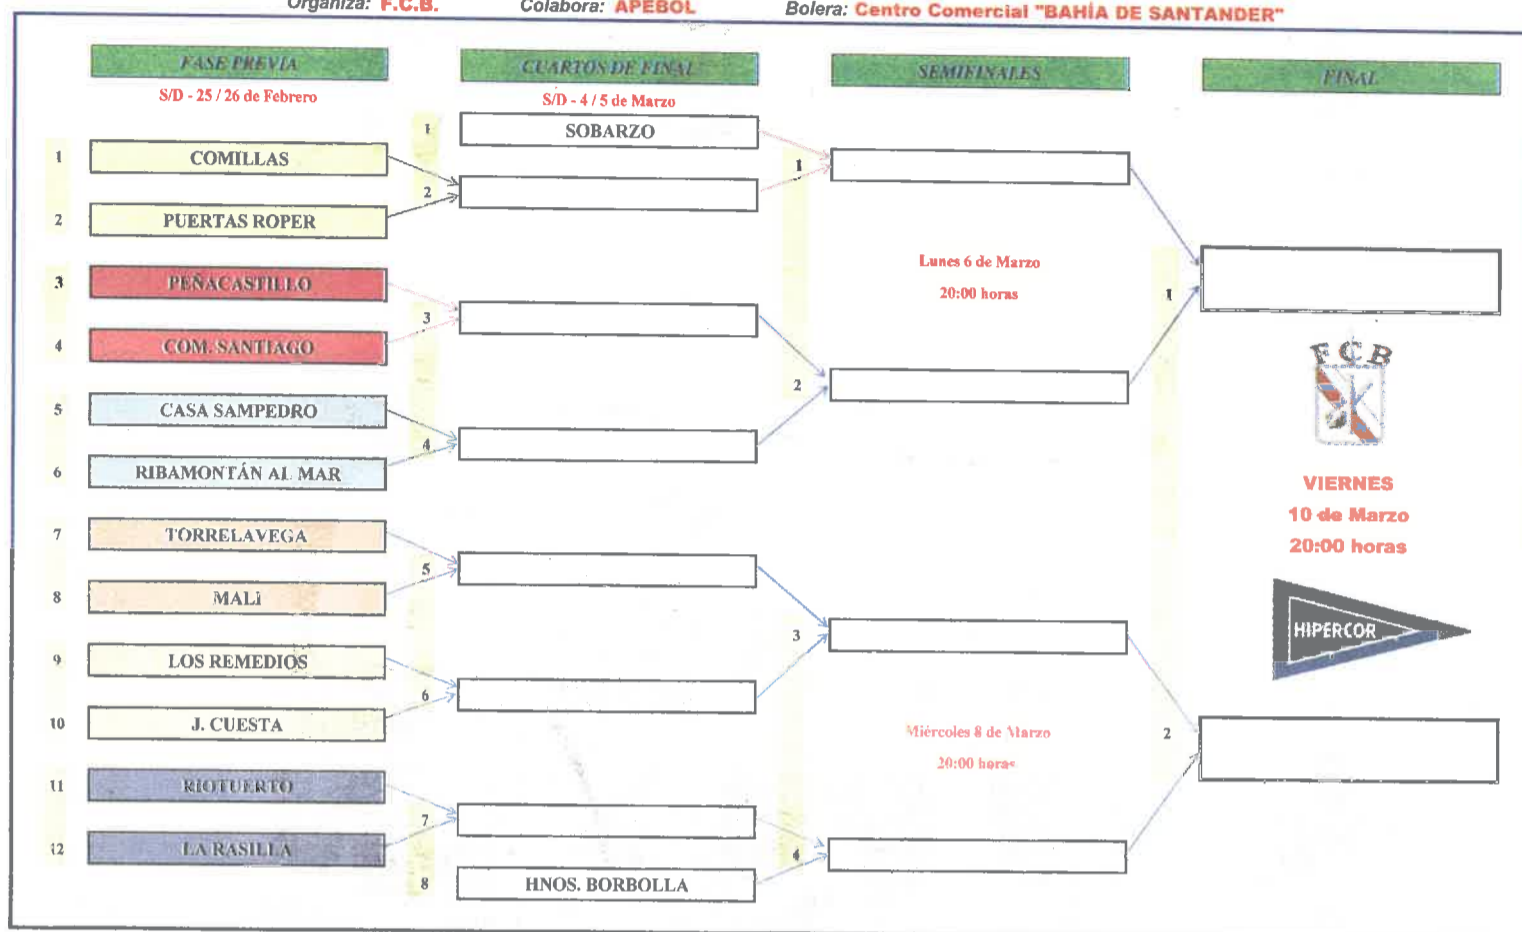 Organiza: F.C.B. Colabora: APEBOL Bolera: Centro Comercial "BAHÍA DE SANTANDER"
FASE PREVIA
S/D - 25 / 26 de Febrero
1 COMILLAS
2 PUERTAS ROPER
3 PEÑACASTILLO
4 COM. SANTIAGO
5 CASA SAMPEDRO
6 RIBAMONTÁN AL MAR
7 TORRELAVEGA
8 MALI
9 LOS REMEDIOS
10 J. CUESTA
11 RIOTUERTO
12 LA RASILLA
CUARTOS DE FINAL
S/D - 4 / 5 de Marzo
1 SOBARZO
2
3
4
5
6
7
8 HNOS. BORBOLLA
SEMIFINALES
1
Lunes 6 de Marzo
20:00 horas
2
3
Miércoles 8 de Marzo
20:00 horas
4
FINAL
1
FCB
VIERNES
10 de Marzo
20:00 horas
HIPERCOR
2